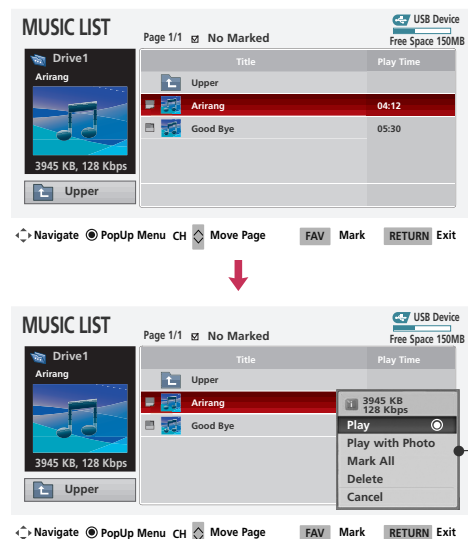 MUSIC LIST
Page 1/1 No Marked
USB Device
Free Space 150MB
Drive1
Arirang
3945 KB, 128 Kbps
Upper
Title Play Time
Upper
Arirang 04:12
Good Bye 05:30
Navigate PopUp Menu CH Move Page FAV Mark RETURN Exit
MUSIC LIST
Page 1/1 No Marked
USB Device
Free Space 150MB
Drive1
Arirang
3945 KB, 128 Kbps
Upper
Title Play Time
Upper
Arirang
Good Bye
i 3945 KB
128 Kbps
Play
Play with Photo
Mark All
Delete
Cancel
Navigate PopUp Menu CH Move Page FAV Mark RETURN Exit